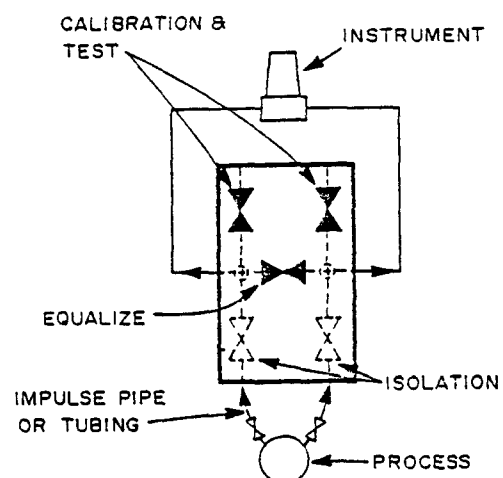 CALIBRATION &
TEST
INSTRUMENT
EQUALIZE
ISOLATION
IMPULSE PIPE
OR TUBING
PROCESS